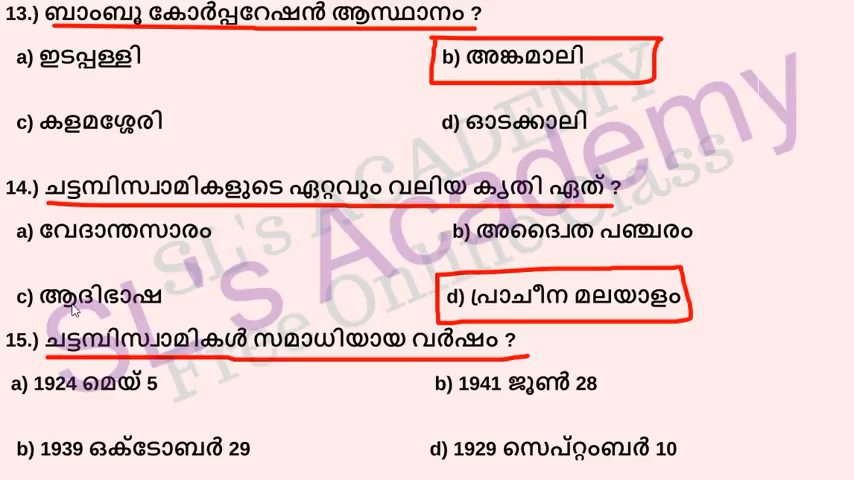 13.) ബാംബൂ കോർപ്പറേഷൻ ആസ്ഥാനം ?
a) ഇടപ്പള്ളി b) അങ്കമാലി
c) കളമശ്ശേരി d) ഓടക്കാലി
14.) ചട്ടമ്പിസ്വാമികളുടെ ഏറ്റവും വലിയ കൃതി ഏത് ?
a) വേദാന്തസാരം b) അദ്വൈത പഞ്ചരം
c) ആദിഭാഷ d) പ്രാചീന മലയാളം
15.) ചട്ടമ്പിസ്വാമികൾ സമാധിയായ വർഷം ?
a) 1924 മെയ് 5 b) 1941 ജൂൺ 28
b) 1939 ഒക്ടോബർ 29 d) 1929 സെപ്റ്റംബർ 10
SL's Academy
SL's ACADEMY
Free Online Class